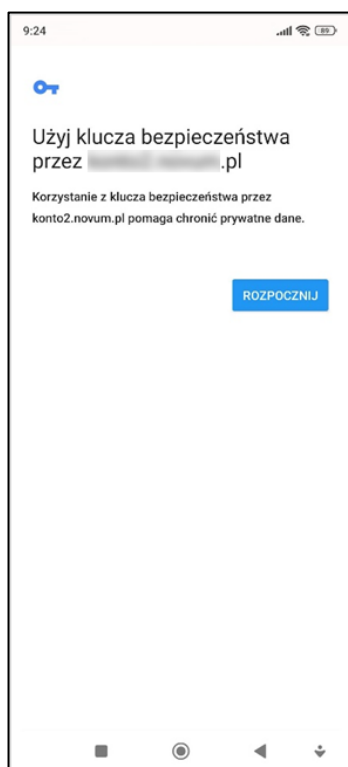 9:24
89
Użyj klucza bezpieczeństwa
przez .pl
Korzystanie z klucza bezpieczeństwa przez
konto2.novum.pl pomaga chronić prywatne dane.
ROZPOCZNIJ